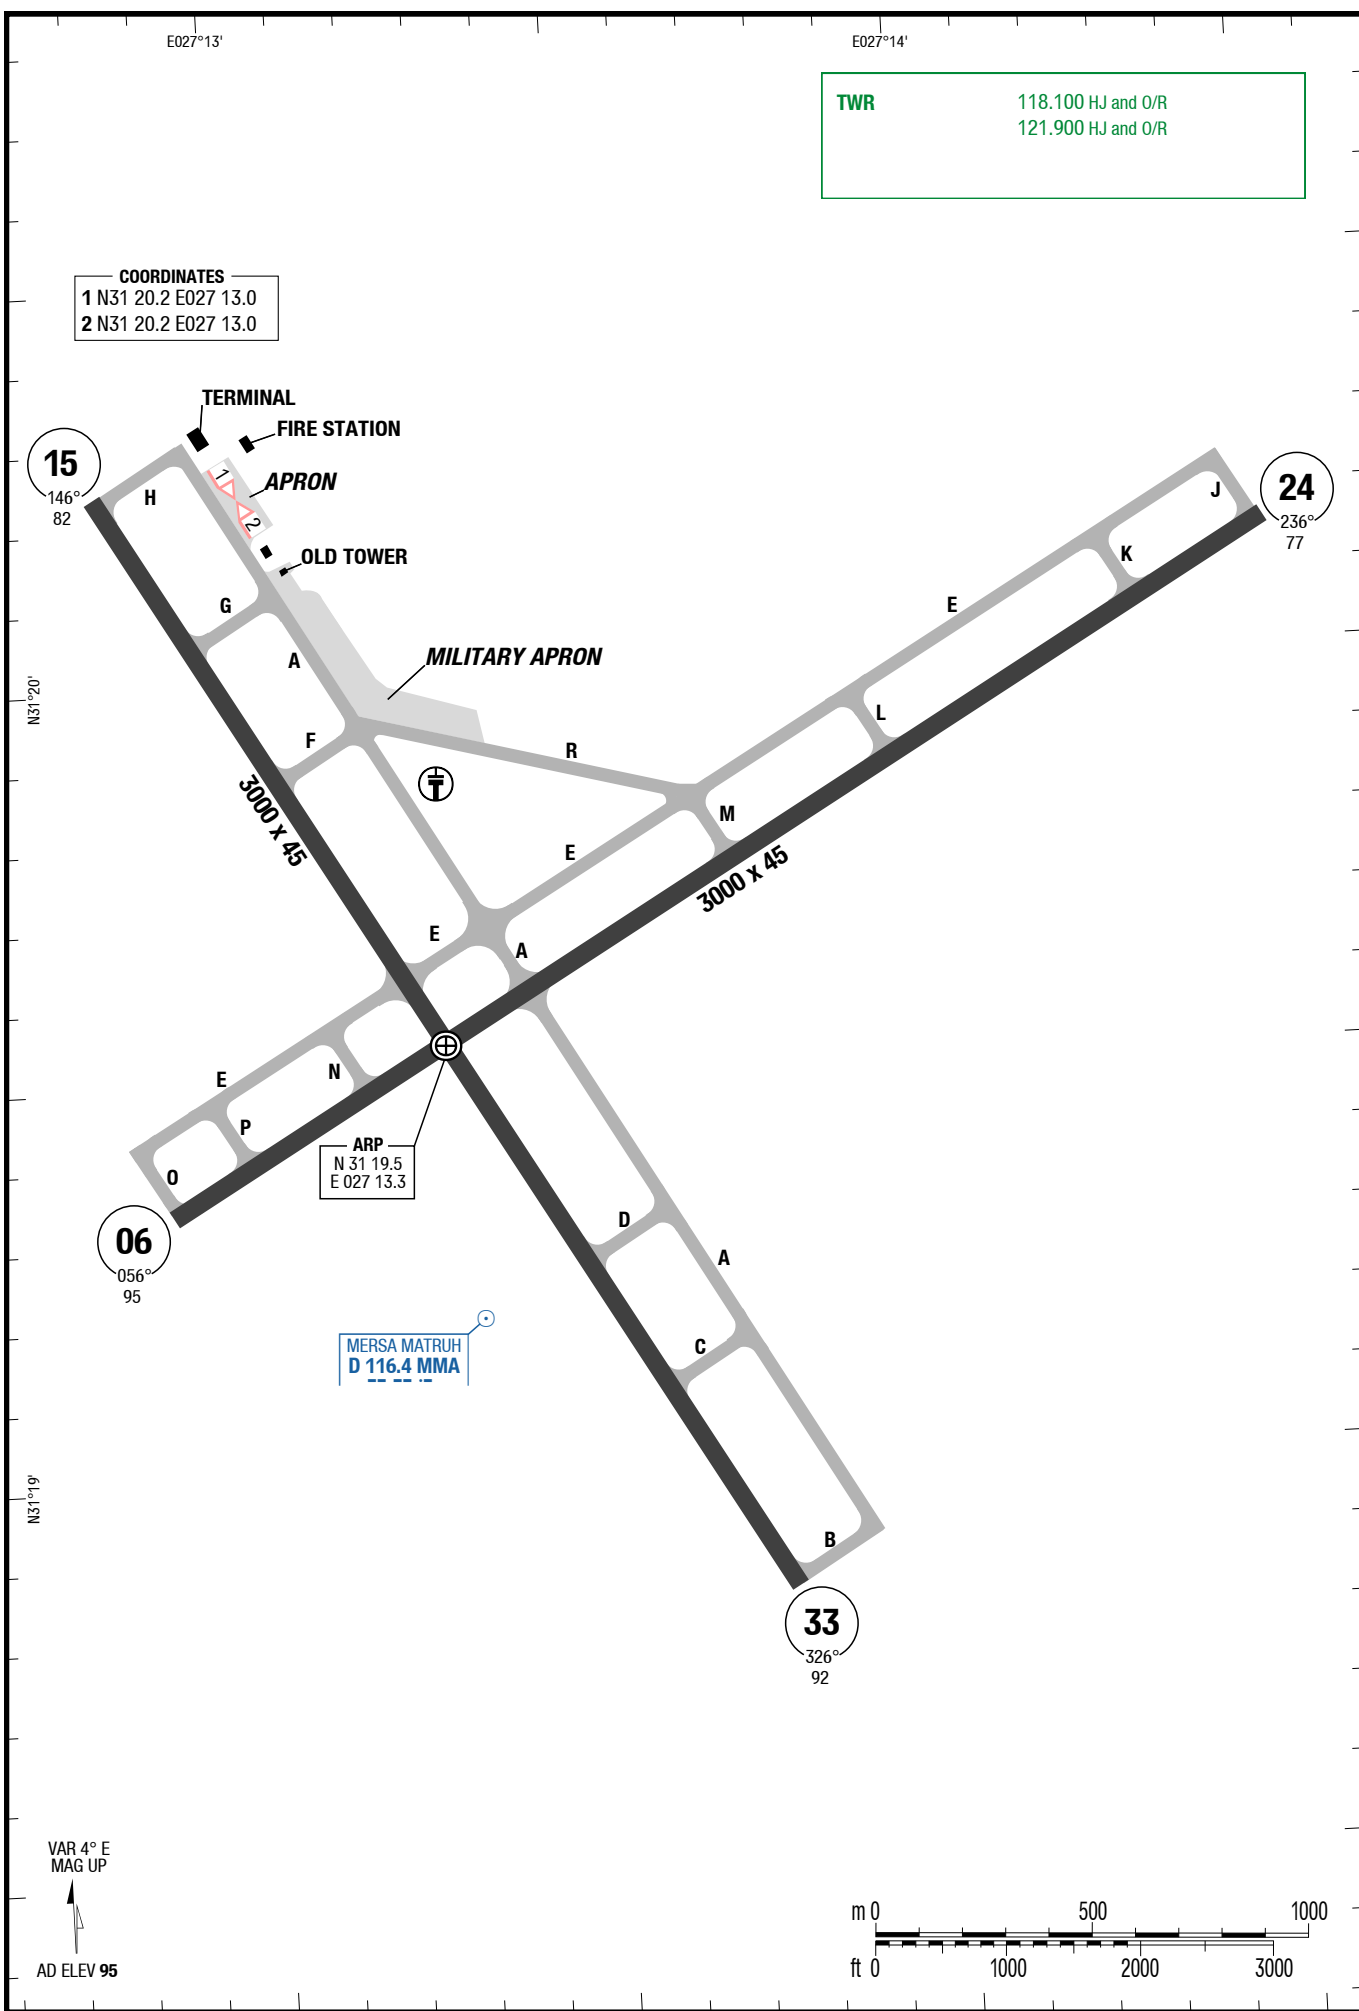 E027°13'
E027°14'
TWR 118.100 HJ and O/R
121.900 HJ and O/R
COORDINATES
1 N31 20.2 E027 13.0
2 N31 20.2 E027 13.0
TERMINAL
FIRE STATION
15
146°
82
H
1
APRON
2
OLD TOWER
J
24
236°
77
K
G
E
A
MILITARY APRON
N31°20'
L
F
R
3000 x 45
M
E
3000 x 45
E
A
N
E
P
ARP
N 31 19.5
E 027 13.3
O
06
056°
95
D
A
MERSA MATRUH
D 116.4 MMA
C
N31°19'
B
33
326°
92
VAR 4° E
MAG UP
AD ELEV 95
m 0 500 1000
ft 0 1000 2000 3000